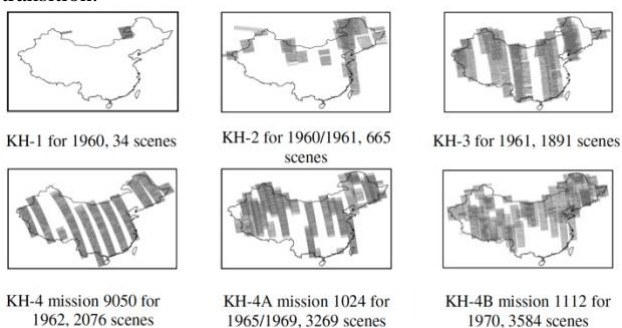 KH-1 for 1960, 34 scenes
KH-2 for 1960/1961, 665
scenes
KH-3 for 1961, 1891 scenes
KH-4 mission 9050 for
1962, 2076 scenes
KH-4A mission 1024 for
1965/1969, 3269 scenes
KH-4B mission 1112 for
1970, 3584 scenes